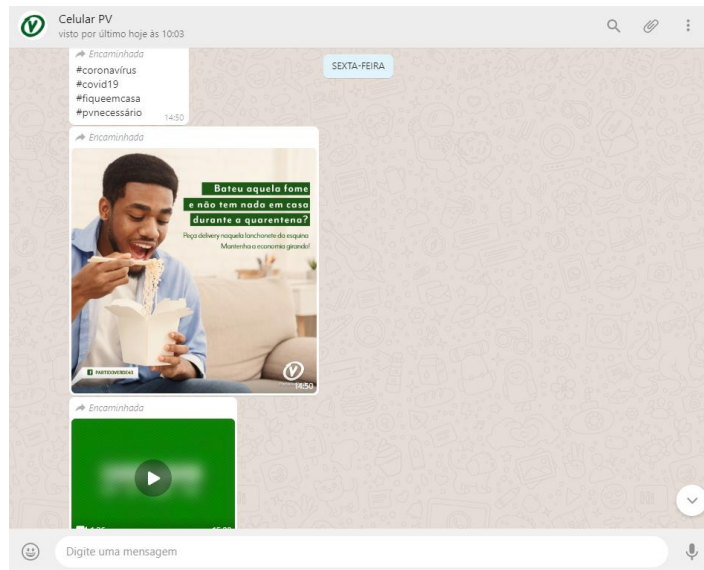 Celular PV
visto por último hoje às 10:03
SEXTA-FEIRA
Encaminhada
#coronavírus
#covid19
#fiqueemcasa
#pvnecessário
14:50
Encaminhada
Bateu aquela fome
e não tem nada em casa
durante a quarentena?
Peça delivery naquela lanchonete da esquina
Mantenha a economia girando!
PARTIDOVERDE43
14:50
Encaminhada
Digite uma mensagem